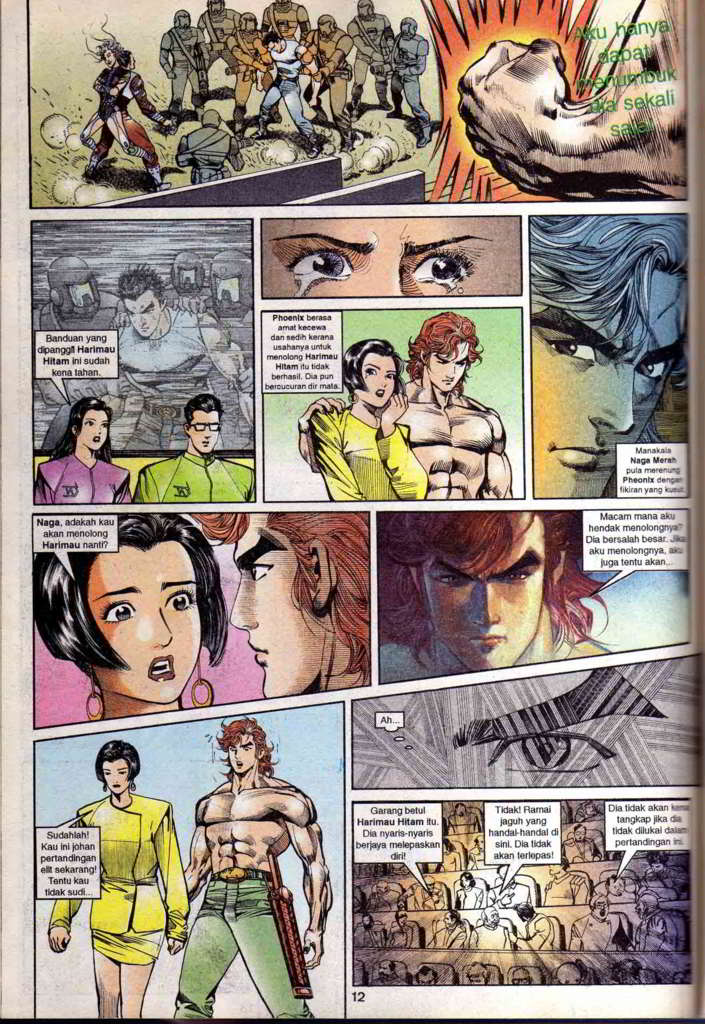 Aku hanya
dapat
menumbuk
dia sekali
saja!
Banduan yang
dipanggil Harimau
Hitam ini sudah
kena tahan.
Phoenix berasa
amat kecewa
dan sedih kerana
usahanya untuk
menolong Harimau
Hitam itu tidak
berhasil. Dia pun
bercucuran dir mata.
Manakala
Naga Merah
pula merenung
Pheonix dengan
fikiran yang kusut.
Naga, adakah kau
akan menolong
Harimau nanti?
Macam mana aku
hendak menolongnya?
Dia bersalah besar. Jika
aku menolongnya, aku
juga tentu akan...
Ah...
Sudahlah!
Kau ini johan
pertandingan
elit sekarang!
Tentu kau
tidak sudi...
Garang betul
Harimau Hitam itu.
Dia nyaris-nyaris
berjaya melepaskan
diri!
Tidak! Ramai
jaguh yang
handal-handal di
sini. Dia tidak
akan terlepas!
Dia tidak akan kena
tangkap jika dia
tidak dilukai dalam
pertandingan ini.
12